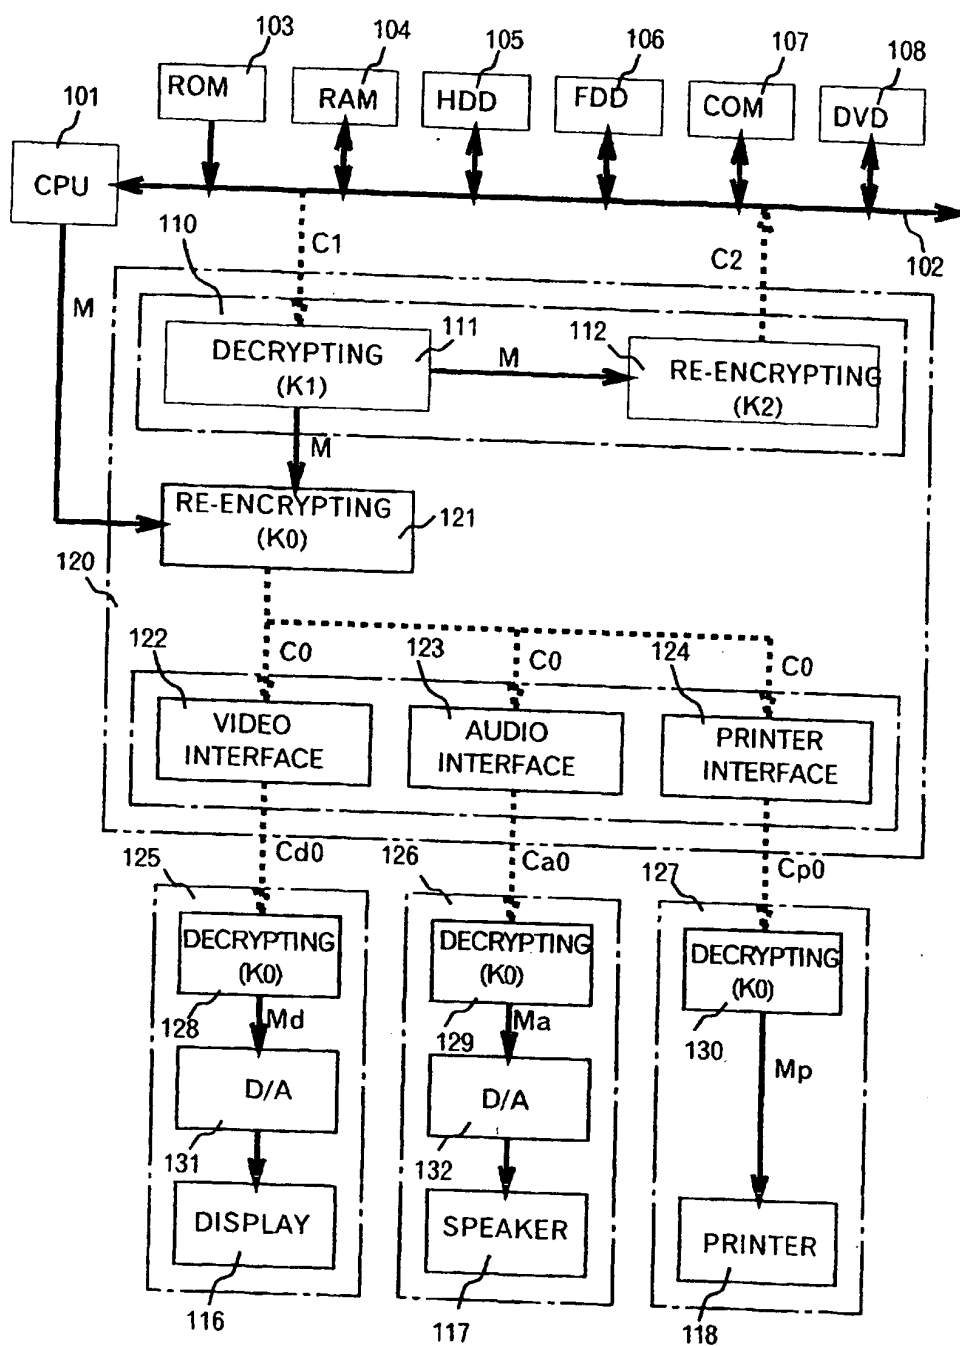 103
104
105
106
107
108
101
ROM
RAM
HDD
FDD
COM
DVD
CPU
110
C1
C2
102
M
111
112
DECRYPTING
(K1)
M
RE-ENCRYPTING
(K2)
M
RE-ENCRYPTING
(K0)
121
120
122
C0
123
C0
124
C0
VIDEO
INTERFACE
AUDIO
INTERFACE
PRINTER
INTERFACE
125
Cd0
126
Ca0
127
Cp0
DECRYPTING
(K0)
DECRYPTING
(K0)
DECRYPTING
(K0)
128
Md
129
Ma
130
Mp
D/A
D/A
131
132
DISPLAY
SPEAKER
PRINTER
116
117
118